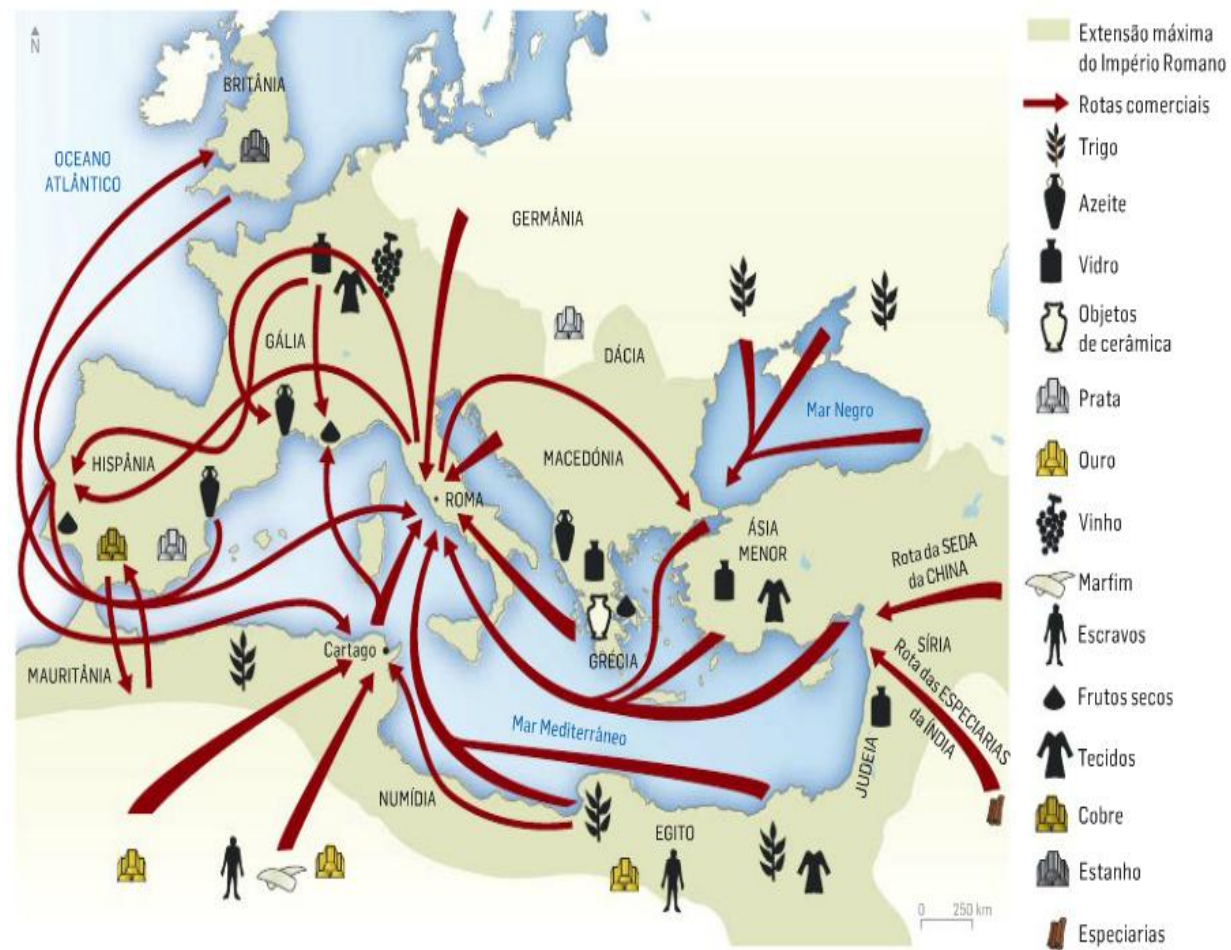 N
BRITÂNIA
OCEANO
ATLÂNTICO
GERMÂNIA
GÁLIA
DÁCIA
Mar Negro
HISPÂNIA
MACEDÓNIA
ROMA
ÁSIA
MENOR
Rota da SEDA
da CHINA
SÍRIA
Rota das ESPECIARIAS
da ÍNDIA
GRÉCIA
Cartago
MAURITÂNIA
Mar Mediterrâneo
JUDEIA
NUMÍDIA
EGITO
0 250 km
Extensão máxima
do Império Romano
Rotas comerciais
Trigo
Azeite
Vidro
Objetos
de cerâmica
Prata
Ouro
Vinho
Marfim
Escravos
Frutos secos
Tecidos
Cobre
Estanho
Especiarias